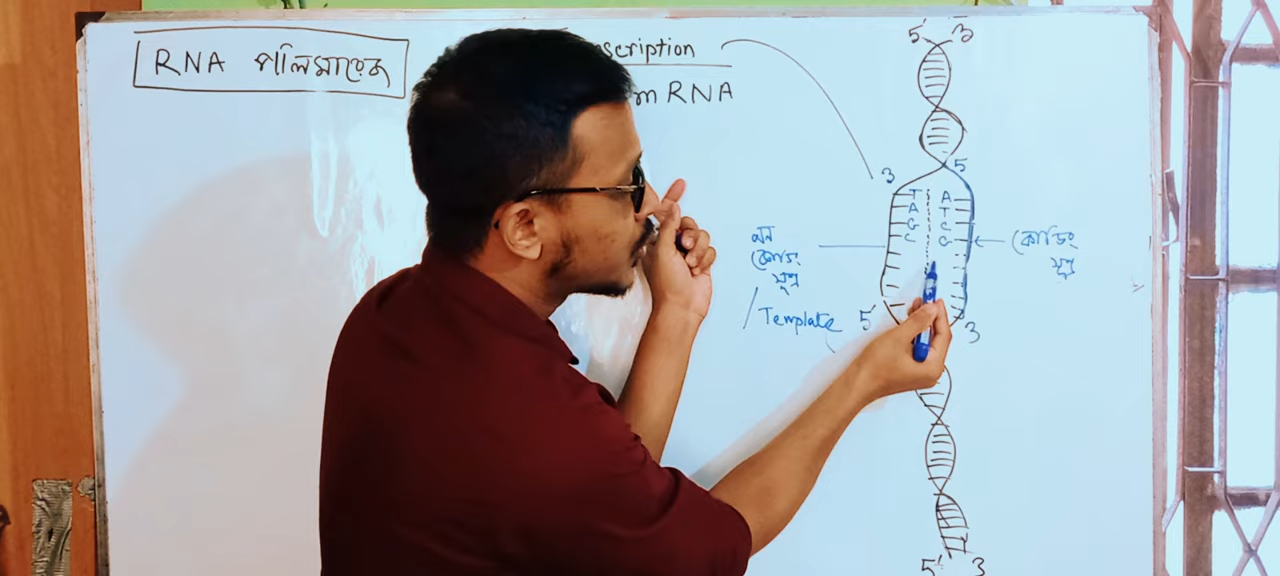 RNA পলিমারেজ
scription
mRNA
5' 3'
5
3
T A
A T
G C
C G
নন
কোডিং
সূত্র
/Template
কোডিং
সূত্র
5'
3
5' 3